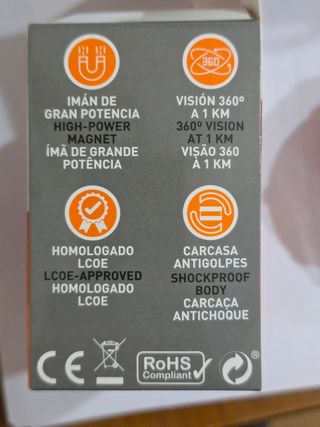 360
IMÁN DE
GRAN POTENCIA
HIGH-POWER
MAGNET
ÍMÃ DE GRANDE
POTÊNCIA
VISIÓN 360º
A 1 KM
360º VISION
AT 1 KM
VISÃO 360
À 1 KM
HOMOLOGADO
LCOE
LCOE-APPROVED
HOMOLOGADO
LCOE
CARCASA
ANTIGOLPES
SHOCKPROOF
BODY
CARCAÇA
ANTICHOQUE
CE
RoHS
Compliant
®